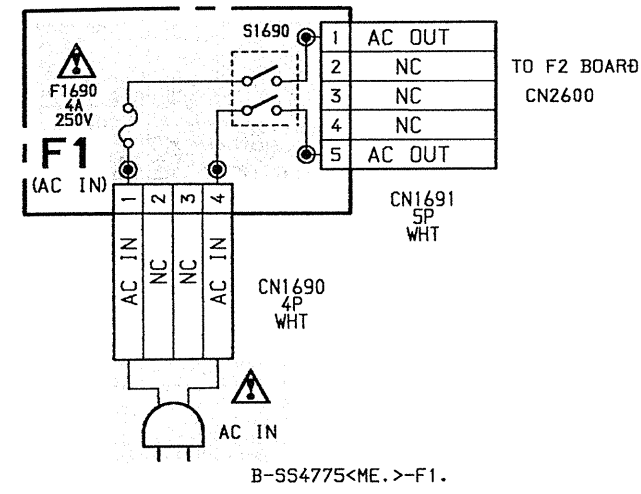 S1690
1 AC OUT
2 NC
3 NC
4 NC
5 AC OUT
TO F2 BOARD
CN2600
F1690
4A
250V
F1
(AC IN)
1 2 3 4
AC IN NC NC AC IN
CN1691
5P
WHT
CN1690
4P
WHT
AC IN
B-SS4775<ME.>-F1.